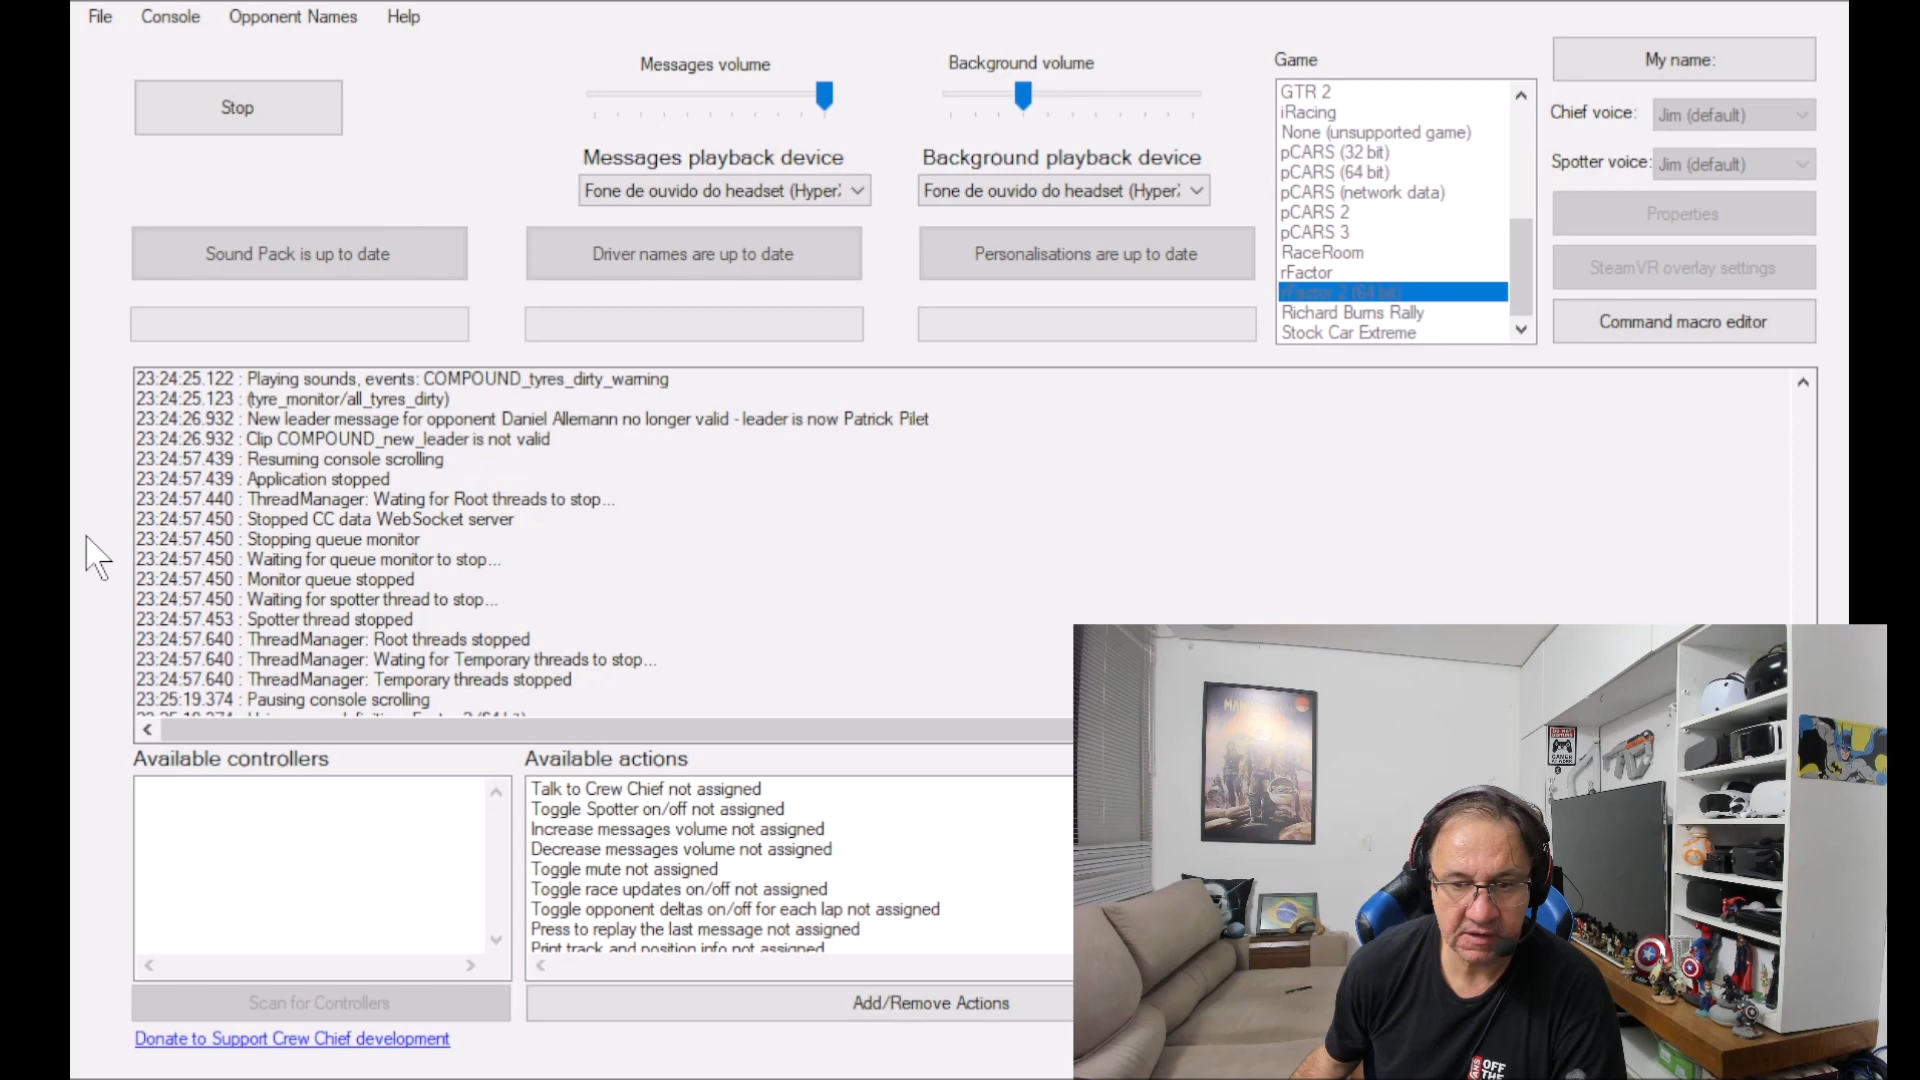 File Console Opponent Names Help
Messages volume
Background volume
Game
My name:
Stop
GTR 2
iRacing
None (unsupported game)
pCARS (32 bit)
pCARS (64 bit)
pCARS (network data)
pCARS 2
pCARS 3
RaceRoom
rFactor
rFactor 2 (64 bit)
Richard Burns Rally
Stock Car Extreme
Chief voice: Jim (default)
Spotter voice: Jim (default)
Messages playback device
Background playback device
Fone de ouvido do headset (Hyper
Fone de ouvido do headset (Hyper
Properties
Sound Pack is up to date
Driver names are up to date
Personalisations are up to date
SteamVR overlay settings
Command macro editor
23:24:25.122 : Playing sounds, events: COMPOUND_tyres_dirty_warning
23:24:25.123 : (tyre_monitor/all_tyres_dirty)
23:24:26.932 : New leader message for opponent Daniel Allemann no longer valid - leader is now Patrick Pilet
23:24:26.932 : Clip COMPOUND_new_leader is not valid
23:24:57.439 : Resuming console scrolling
23:24:57.439 : Application stopped
23:24:57.440 : ThreadManager: Wating for Root threads to stop...
23:24:57.450 : Stopped CC data WebSocket server
23:24:57.450 : Stopping queue monitor
23:24:57.450 : Waiting for queue monitor to stop...
23:24:57.450 : Monitor queue stopped
23:24:57.450 : Waiting for spotter thread to stop...
23:24:57.453 : Spotter thread stopped
23:24:57.640 : ThreadManager: Root threads stopped
23:24:57.640 : ThreadManager: Wating for Temporary threads to stop...
23:24:57.640 : ThreadManager: Temporary threads stopped
23:25:19.374 : Pausing console scrolling
Available controllers
Available actions
Talk to Crew Chief not assigned
Toggle Spotter on/off not assigned
Increase messages volume not assigned
Decrease messages volume not assigned
Toggle mute not assigned
Toggle race updates on/off not assigned
Toggle opponent deltas on/off for each lap not assigned
Press to replay the last message not assigned
Print track and position info not assigned
Scan for Controllers
Add/Remove Actions
Donate to Support Crew Chief development
VANS
OFF
THE